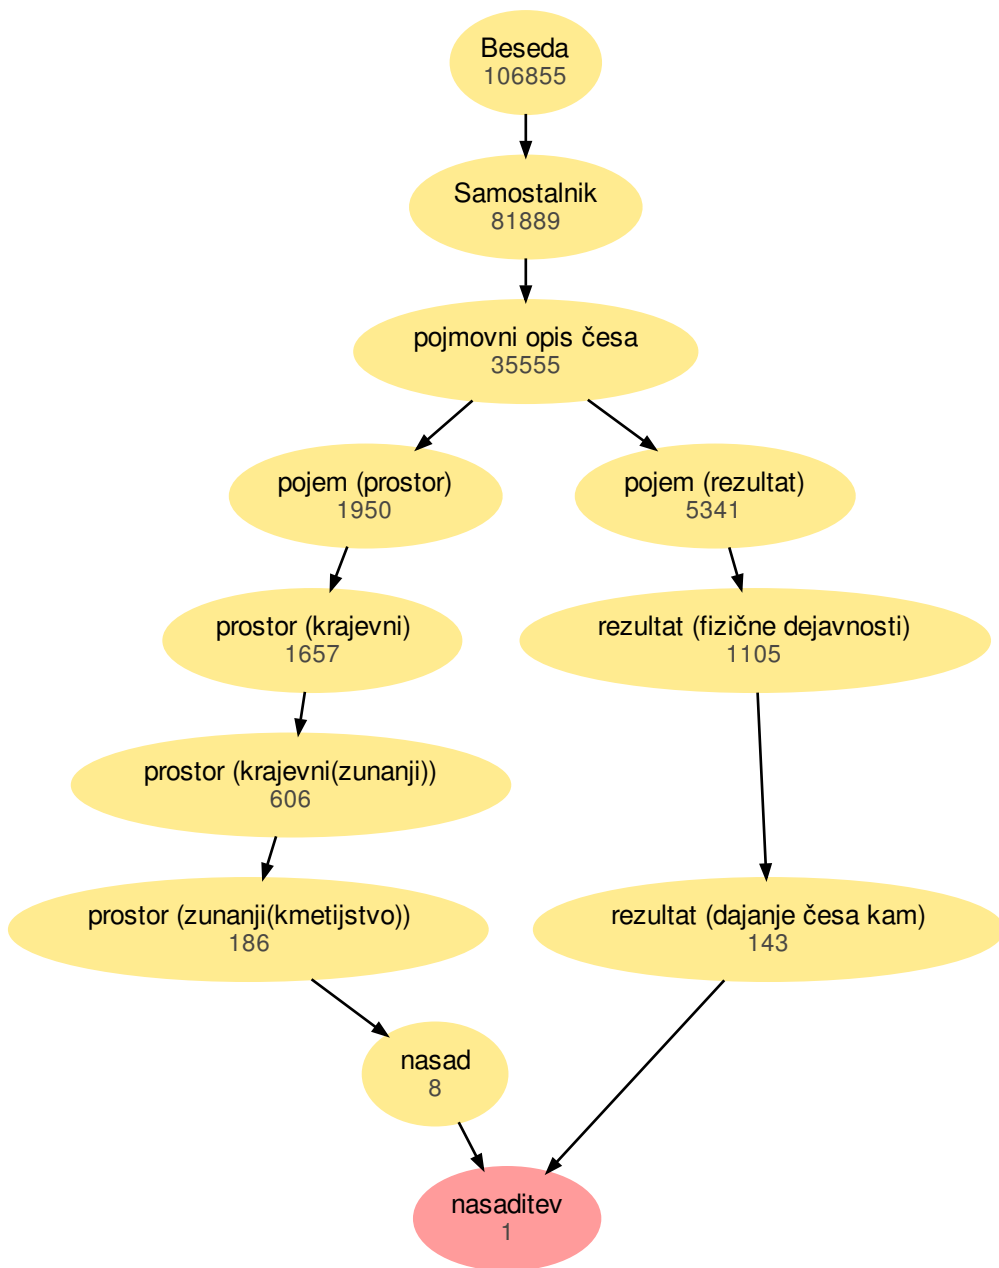 Beseda
106855
Samostalnik
81889
pojmovni opis česa
35555
pojem (prostor)
1950
pojem (rezultat)
5341
prostor (krajevni)
1657
rezultat (fizične dejavnosti)
1105
prostor (krajevni(zunanji))
606
prostor (zunanji(kmetijstvo))
186
rezultat (dajanje česa kam)
143
nasad
8
nasaditev
1